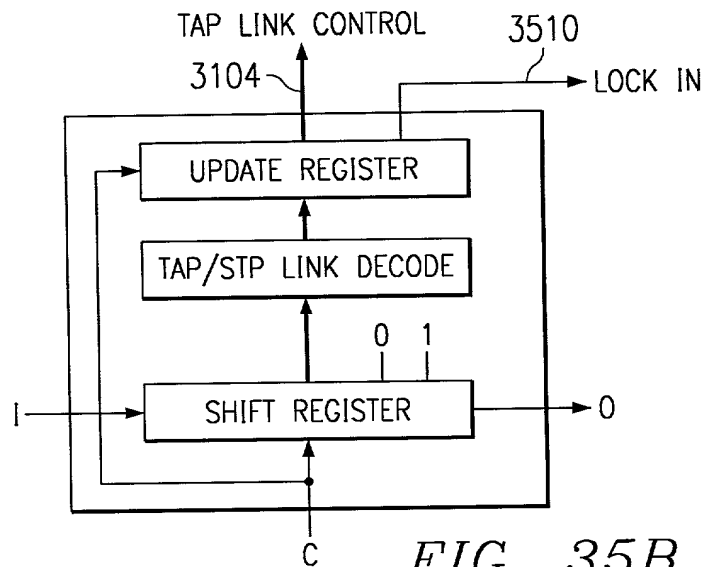 TAP LINK CONTROL
3510
3104
LOCK IN
UPDATE REGISTER
TAP/STP LINK DECODE
0 1
I
SHIFT REGISTER
O
C
FIG. 35B